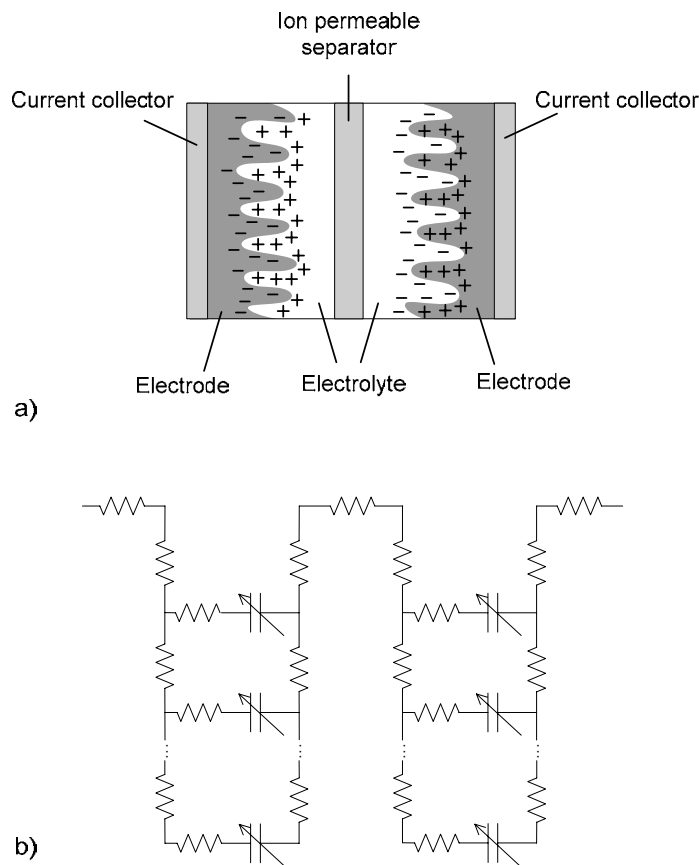 Ion permeable
separator
Current collector
Current collector
Electrode
Electrolyte
Electrode
a)
b)